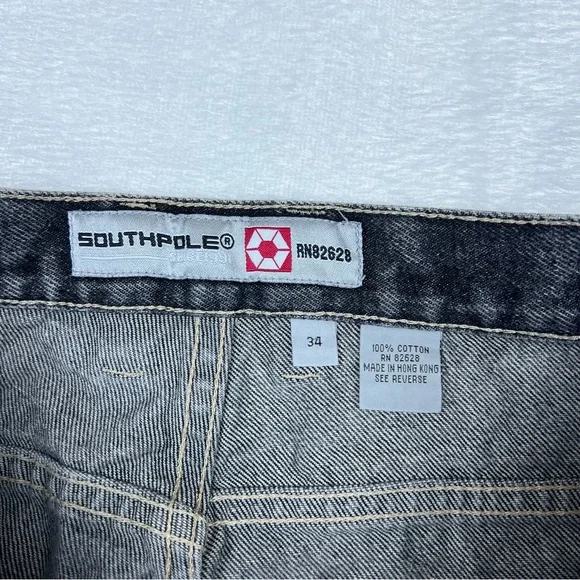 SOUTHPOLE®
RN82628
34
100% COTTON
RN 82628
MADE IN HONG KONG
SEE REVERSE